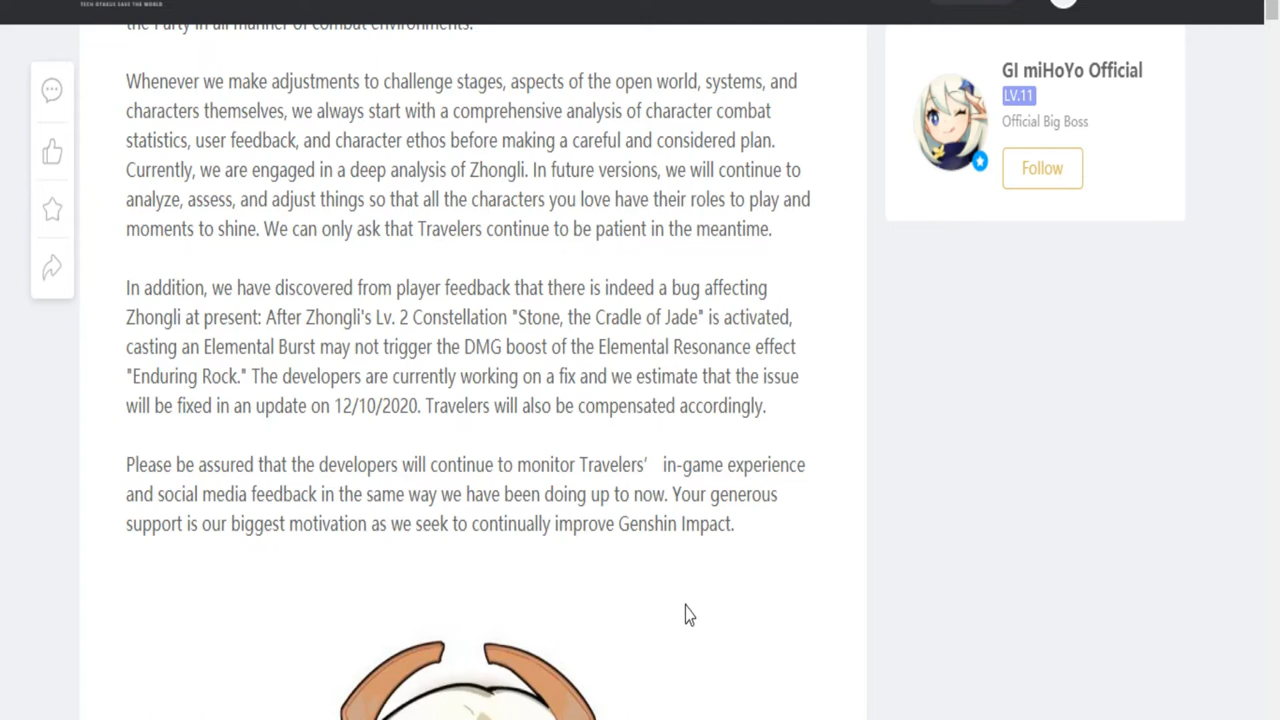 TECH OTAKUS SAVE THE WORLD
the Party in all manner of combat environments.
Whenever we make adjustments to challenge stages, aspects of the open world, systems, and
characters themselves, we always start with a comprehensive analysis of character combat
statistics, user feedback, and character ethos before making a careful and considered plan.
Currently, we are engaged in a deep analysis of Zhongli. In future versions, we will continue to
analyze, assess, and adjust things so that all the characters you love have their roles to play and
moments to shine. We can only ask that Travelers continue to be patient in the meantime.
In addition, we have discovered from player feedback that there is indeed a bug affecting
Zhongli at present: After Zhongli's Lv. 2 Constellation "Stone, the Cradle of Jade" is activated,
casting an Elemental Burst may not trigger the DMG boost of the Elemental Resonance effect
"Enduring Rock." The developers are currently working on a fix and we estimate that the issue
will be fixed in an update on 12/10/2020. Travelers will also be compensated accordingly.
Please be assured that the developers will continue to monitor Travelers’ in-game experience
and social media feedback in the same way we have been doing up to now. Your generous
support is our biggest motivation as we seek to continually improve Genshin Impact.
GI miHoYo Official
LV.11
Official Big Boss
Follow